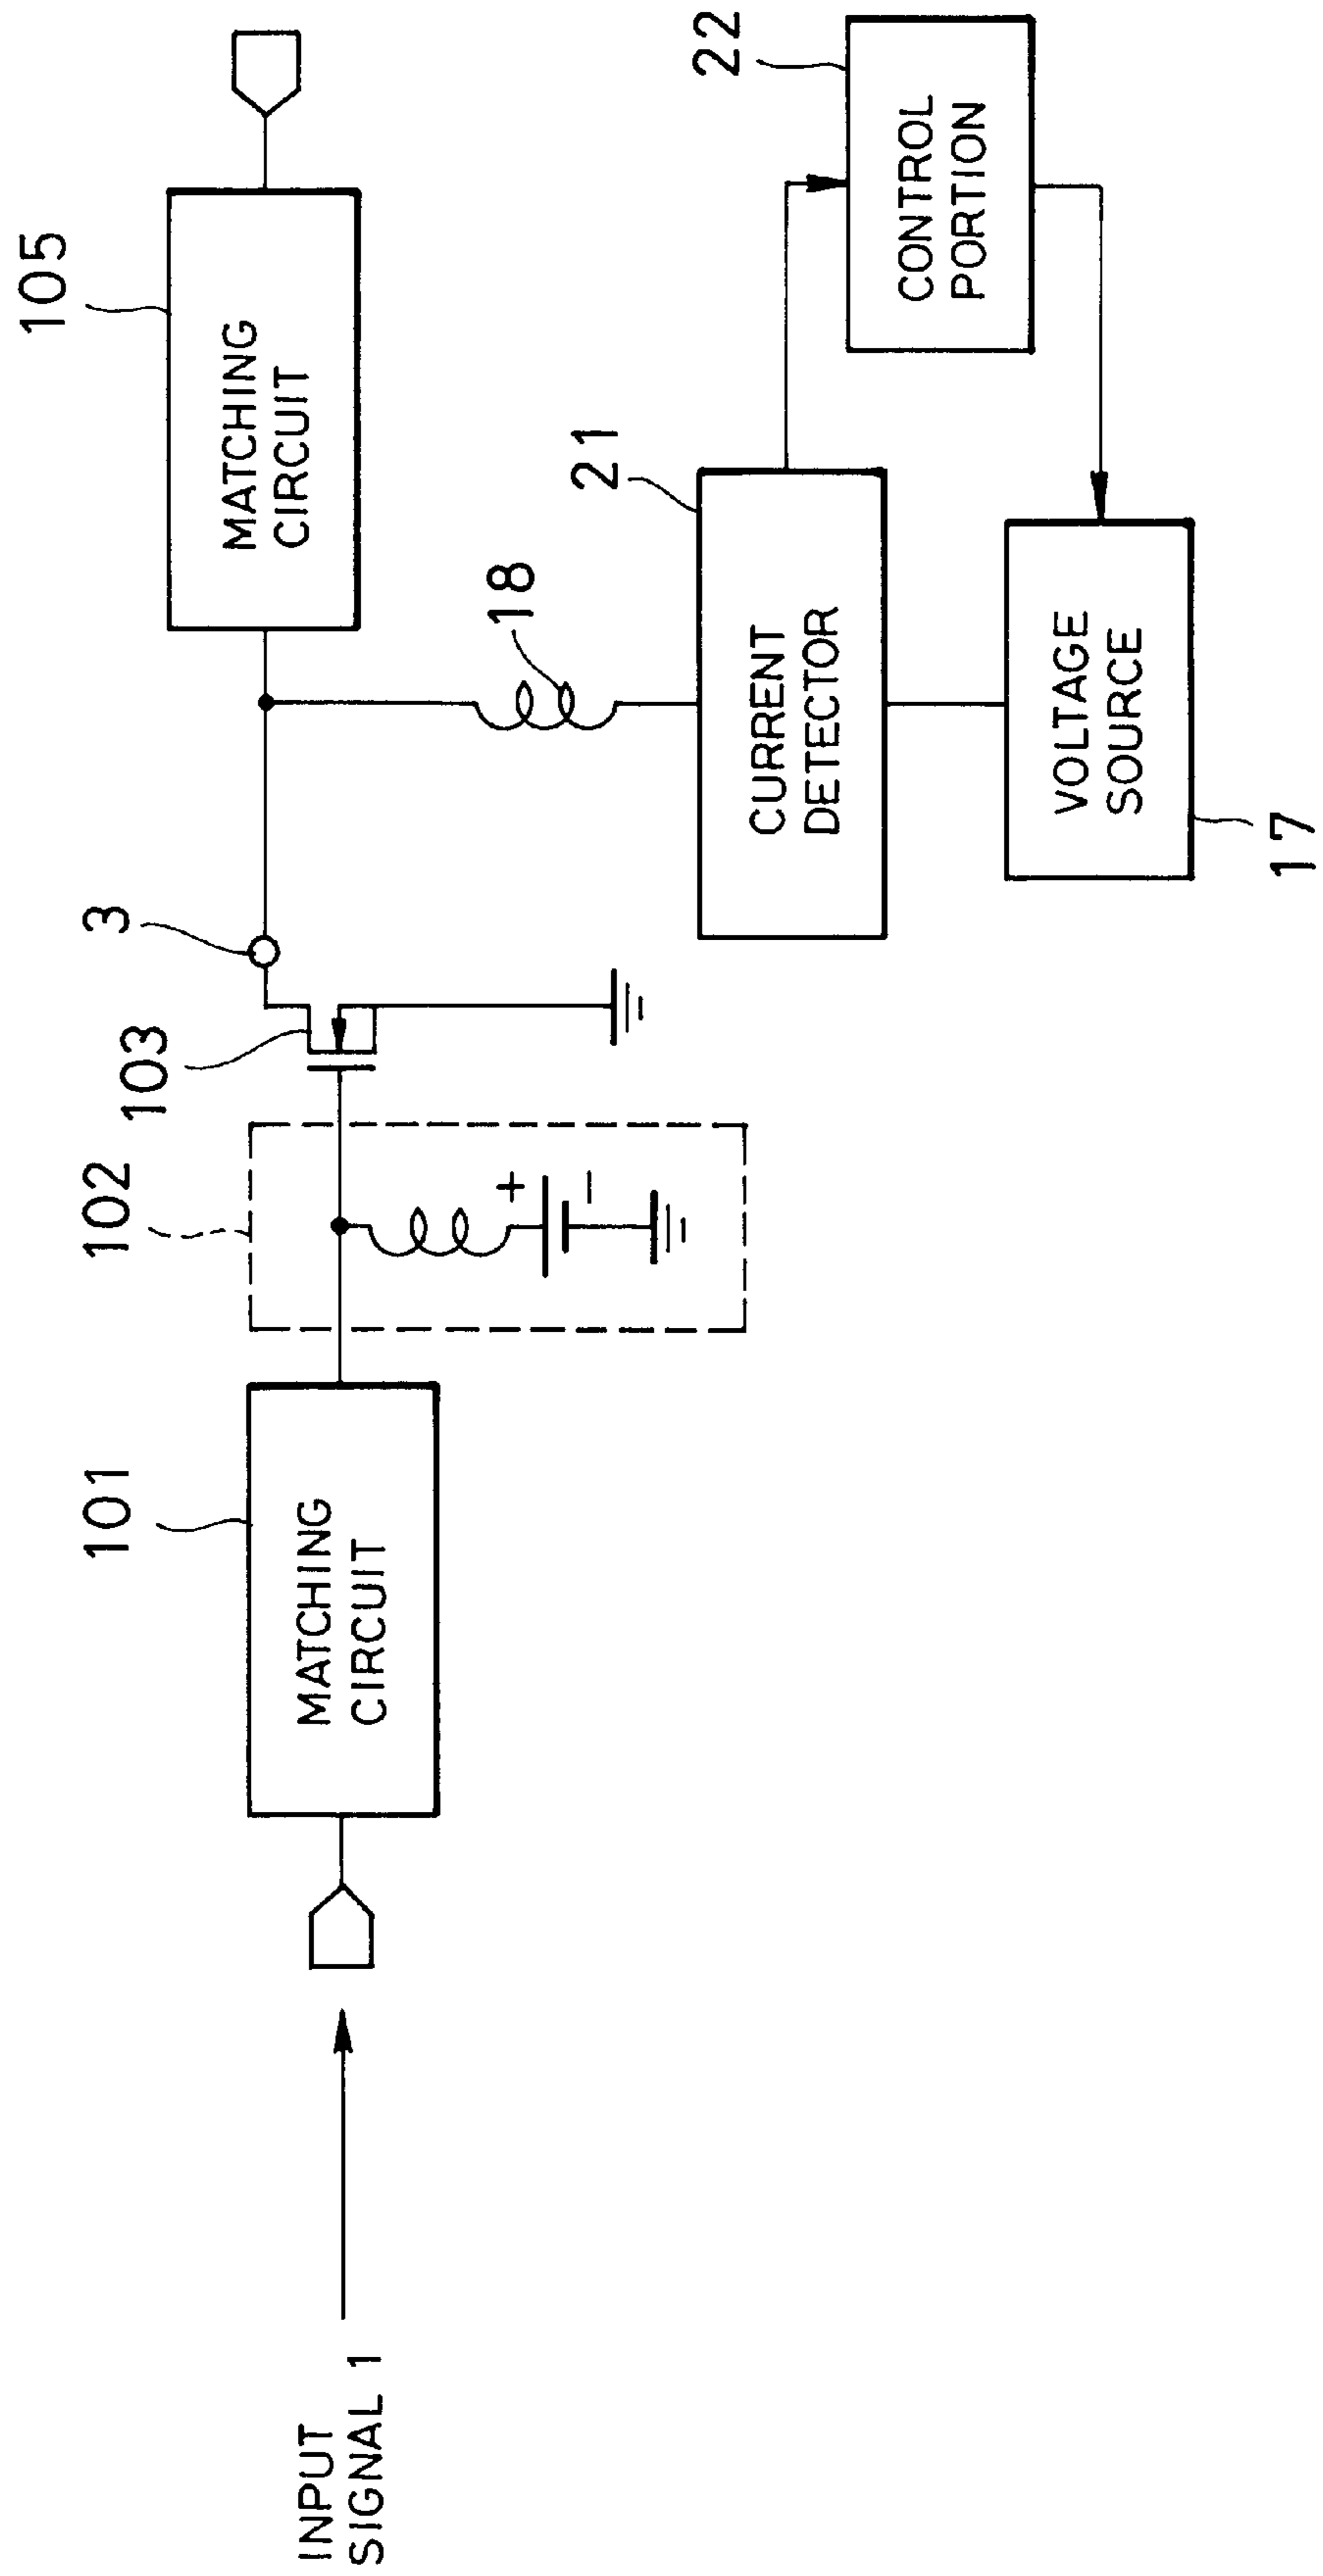 INPUT
SIGNAL 1
101
MATCHING
CIRCUIT
102
+
−
103
3
105
MATCHING
CIRCUIT
18
21
CURRENT
DETECTOR
22
CONTROL
PORTION
VOLTAGE
SOURCE
17